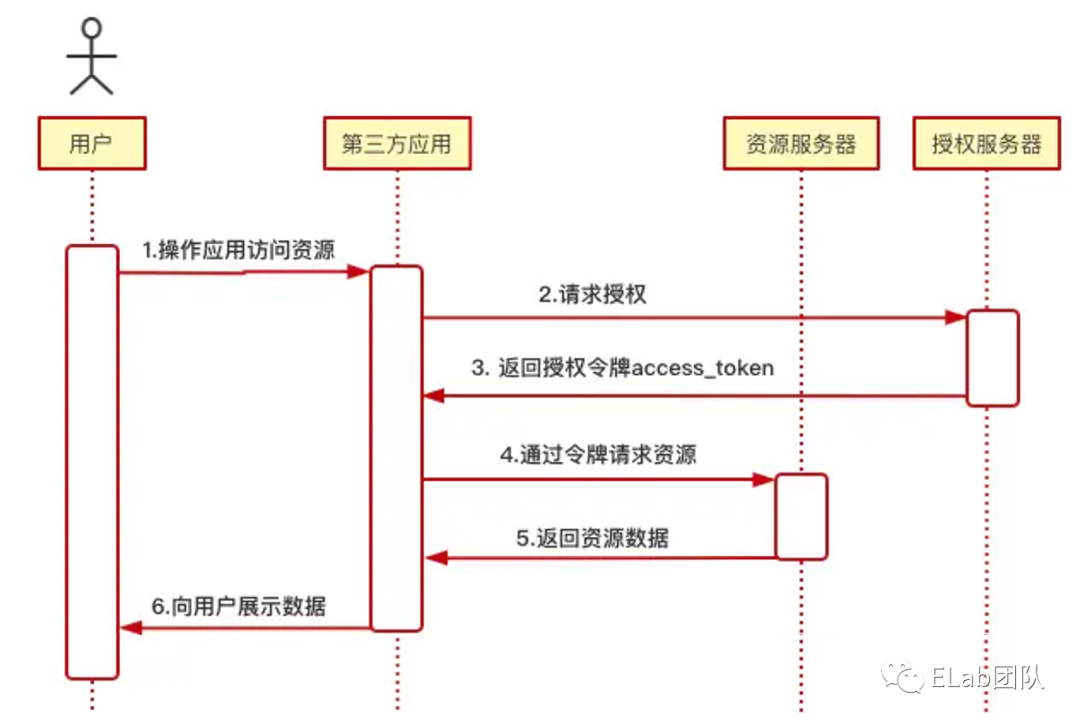 用户
第三方应用
资源服务器
授权服务器
1.操作应用访问资源
2.请求授权
3. 返回授权令牌access_token
4.通过令牌请求资源
5.返回资源数据
6.向用户展示数据
ELab团队